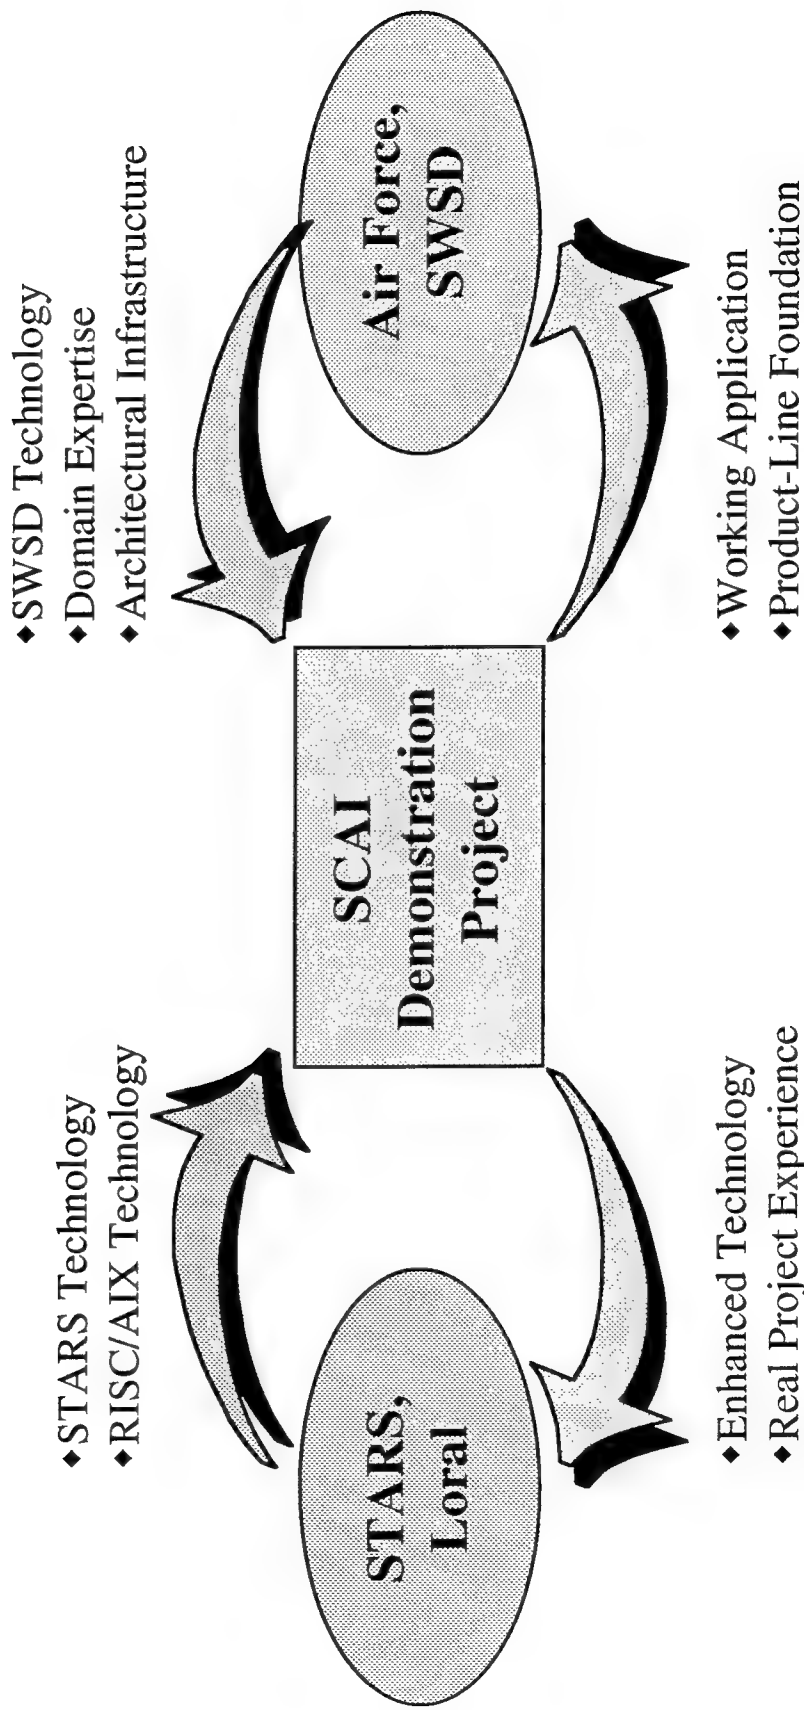 ◆STARS Technology
◆RISC/AIX Technology
◆SWSD Technology
◆Domain Expertise
◆Architectural Infrastructure
STARS,
Loral
SCAI
Demonstration
Project
Air Force,
SWSD
◆Enhanced Technology
◆Real Project Experience
◆Working Application
◆Product-Line Foundation